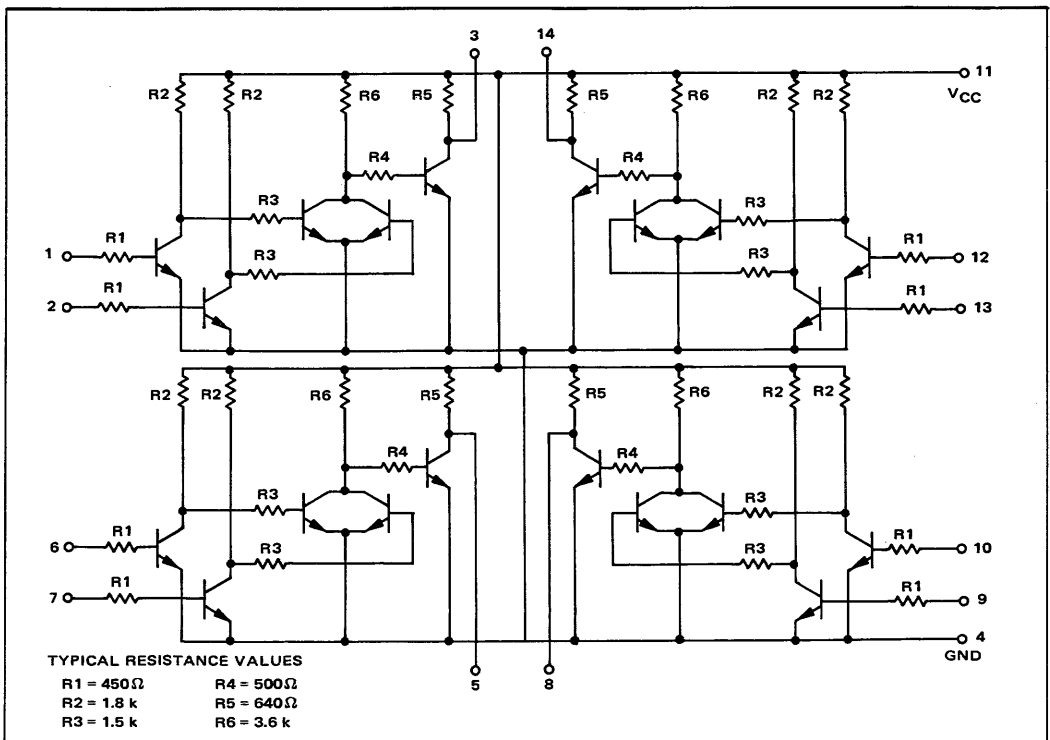 3 14
11
R2 R2 R6 R5 R5 R6 R2 R2
V_CC
R4 R4
R3 R3
1 R1 R1 12
R3 R3
2 R1 R1 13
R2 R2 R6 R5 R5 R6 R2 R2
R4 R4
R3 R3
6 R1 R1 10
R3 R3
7 R1 R1 9
4
GND
5 8
TYPICAL RESISTANCE VALUES
R1 = 450Ω R4 = 500Ω
R2 = 1.8 k R5 = 640Ω
R3 = 1.5 k R6 = 3.6 k